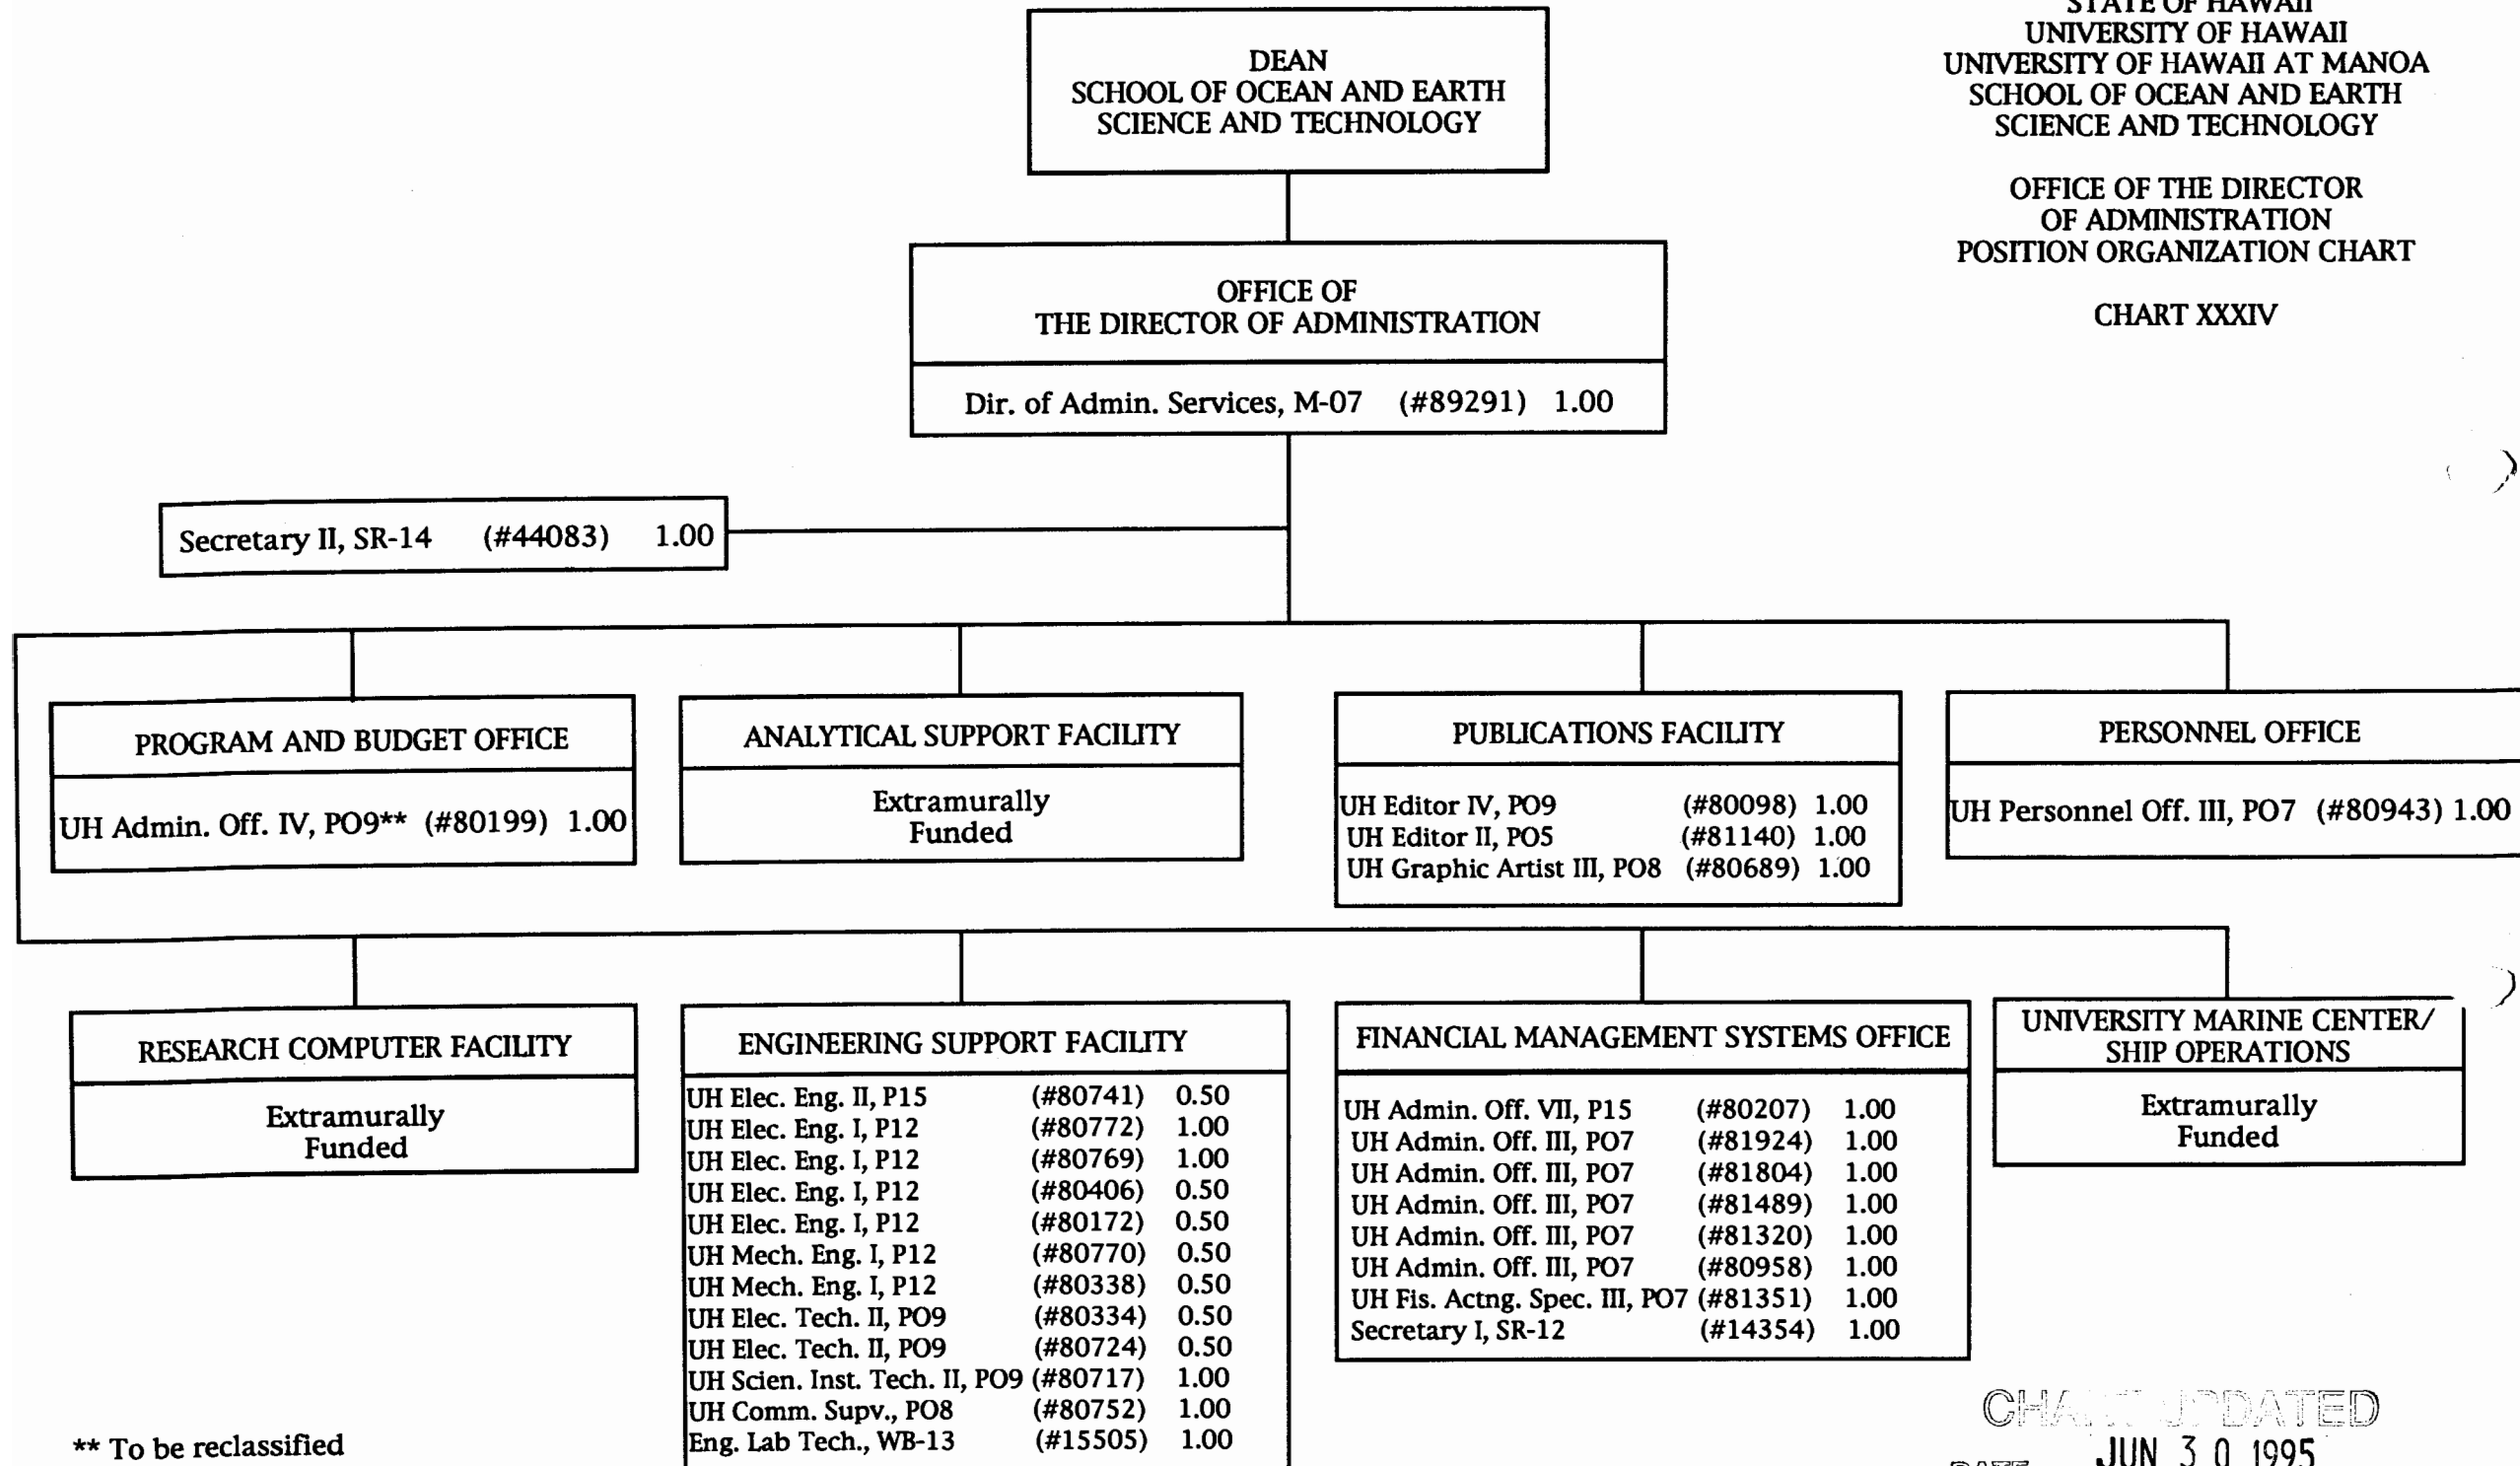 DEAN
SCHOOL OF OCEAN AND EARTH
SCIENCE AND TECHNOLOGY
STATE OF HAWAII
UNIVERSITY OF HAWAII
UNIVERSITY OF HAWAII AT MANOA
SCHOOL OF OCEAN AND EARTH
SCIENCE AND TECHNOLOGY
OFFICE OF THE DIRECTOR
OF ADMINISTRATION
POSITION ORGANIZATION CHART
CHART XXXIV
OFFICE OF
THE DIRECTOR OF ADMINISTRATION
Dir. of Admin. Services, M-07 (#89291) 1.00
Secretary II, SR-14 (#44083) 1.00
PROGRAM AND BUDGET OFFICE
UH Admin. Off. IV, PO9** (#80199) 1.00
ANALYTICAL SUPPORT FACILITY
Extramurally
Funded
PUBLICATIONS FACILITY
UH Editor IV, PO9 (#80098) 1.00
UH Editor II, PO5 (#81140) 1.00
UH Graphic Artist III, PO8 (#80689) 1.00
PERSONNEL OFFICE
UH Personnel Off. III, PO7 (#80943) 1.00
RESEARCH COMPUTER FACILITY
Extramurally
Funded
ENGINEERING SUPPORT FACILITY
UH Elec. Eng. II, P15 (#80741) 0.50
UH Elec. Eng. I, P12 (#80772) 1.00
UH Elec. Eng. I, P12 (#80769) 1.00
UH Elec. Eng. I, P12 (#80406) 0.50
UH Elec. Eng. I, P12 (#80172) 0.50
UH Mech. Eng. I, P12 (#80770) 0.50
UH Mech. Eng. I, P12 (#80338) 0.50
UH Elec. Tech. II, PO9 (#80334) 0.50
UH Elec. Tech. II, PO9 (#80724) 0.50
UH Scien. Inst. Tech. II, PO9 (#80717) 1.00
UH Comm. Supv., PO8 (#80752) 1.00
Eng. Lab Tech., WB-13 (#15505) 1.00
FINANCIAL MANAGEMENT SYSTEMS OFFICE
UH Admin. Off. VII, P15 (#80207) 1.00
UH Admin. Off. III, PO7 (#81924) 1.00
UH Admin. Off. III, PO7 (#81804) 1.00
UH Admin. Off. III, PO7 (#81489) 1.00
UH Admin. Off. III, PO7 (#81320) 1.00
UH Admin. Off. III, PO7 (#80958) 1.00
UH Fis. Actng. Spec. III, PO7 (#81351) 1.00
Secretary I, SR-12 (#14354) 1.00
UNIVERSITY MARINE CENTER/
SHIP OPERATIONS
Extramurally
Funded
** To be reclassified
CHART UPDATED
DATE JUN 30 1995